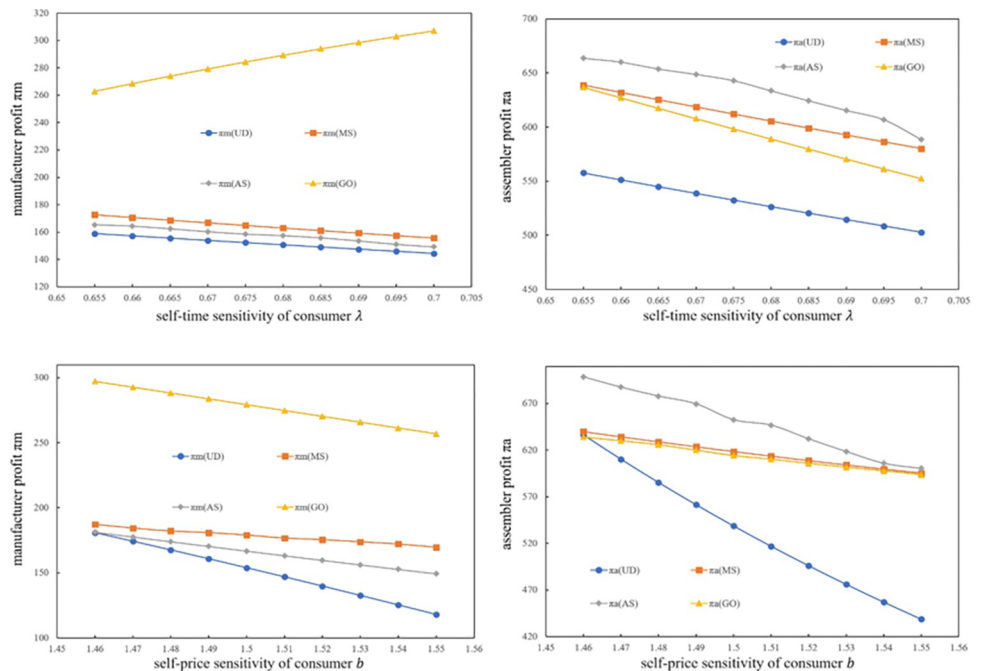 320
300
280
260
240
220
200
180
160
140
120
manufacturer profit πm
πm(UD) πm(MS)
πm(AS) πm(GO)
0.65 0.655 0.66 0.665 0.67 0.675 0.68 0.685 0.69 0.695 0.7 0.705
self-time sensitivity of consumer λ
700
650
600
550
500
450
assembler profit πa
πa(UD) πa(MS)
πa(AS) πa(GO)
0.65 0.655 0.66 0.665 0.67 0.675 0.68 0.685 0.69 0.695 0.7 0.705
self-time sensitivity of consumer λ
300
250
200
150
100
manufacturer profit πm
πm(UD) πm(MS)
πm(AS) πm(GO)
1.45 1.46 1.47 1.48 1.49 1.5 1.51 1.52 1.53 1.54 1.55 1.56
self-price sensitivity of consumer b
670
620
570
520
470
420
assembler profit πa
πa(UD) πa(MS)
πa(AS) πa(GO)
1.45 1.46 1.47 1.48 1.49 1.5 1.51 1.52 1.53 1.54 1.55 1.56
self-price sensitivity of consumer b